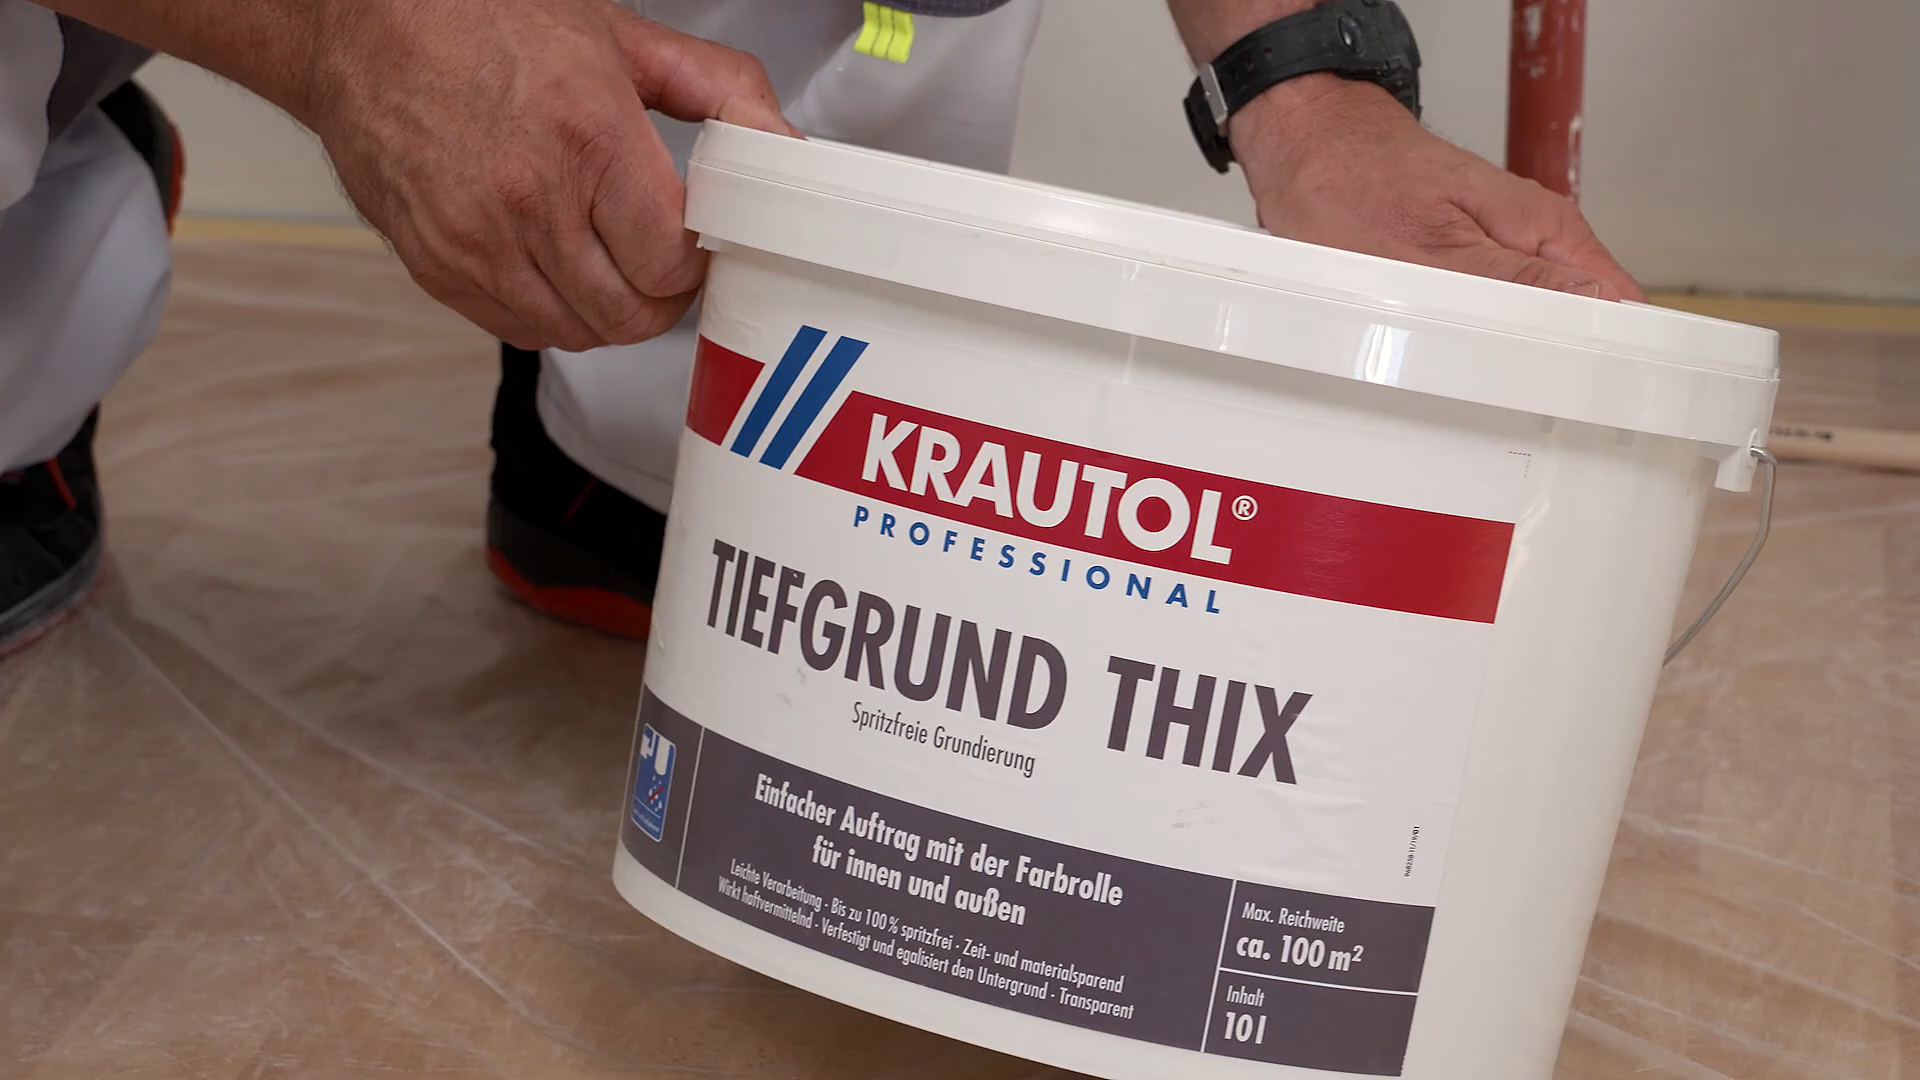 KRAUTOL®
PROFESSIONAL
TIEFGRUND THIX
Spritzfreie Grundierung
Einfacher Auftrag mit der Farbrolle
für innen und außen
Leichte Verarbeitung · Bis zu 100 % spritzfrei · Zeit- und materialsparend
Wirkt haftvermittelnd · Verfestigt und egalisiert den Untergrund · Transparent
Max. Reichweite
ca. 100 m²
Inhalt
10 l